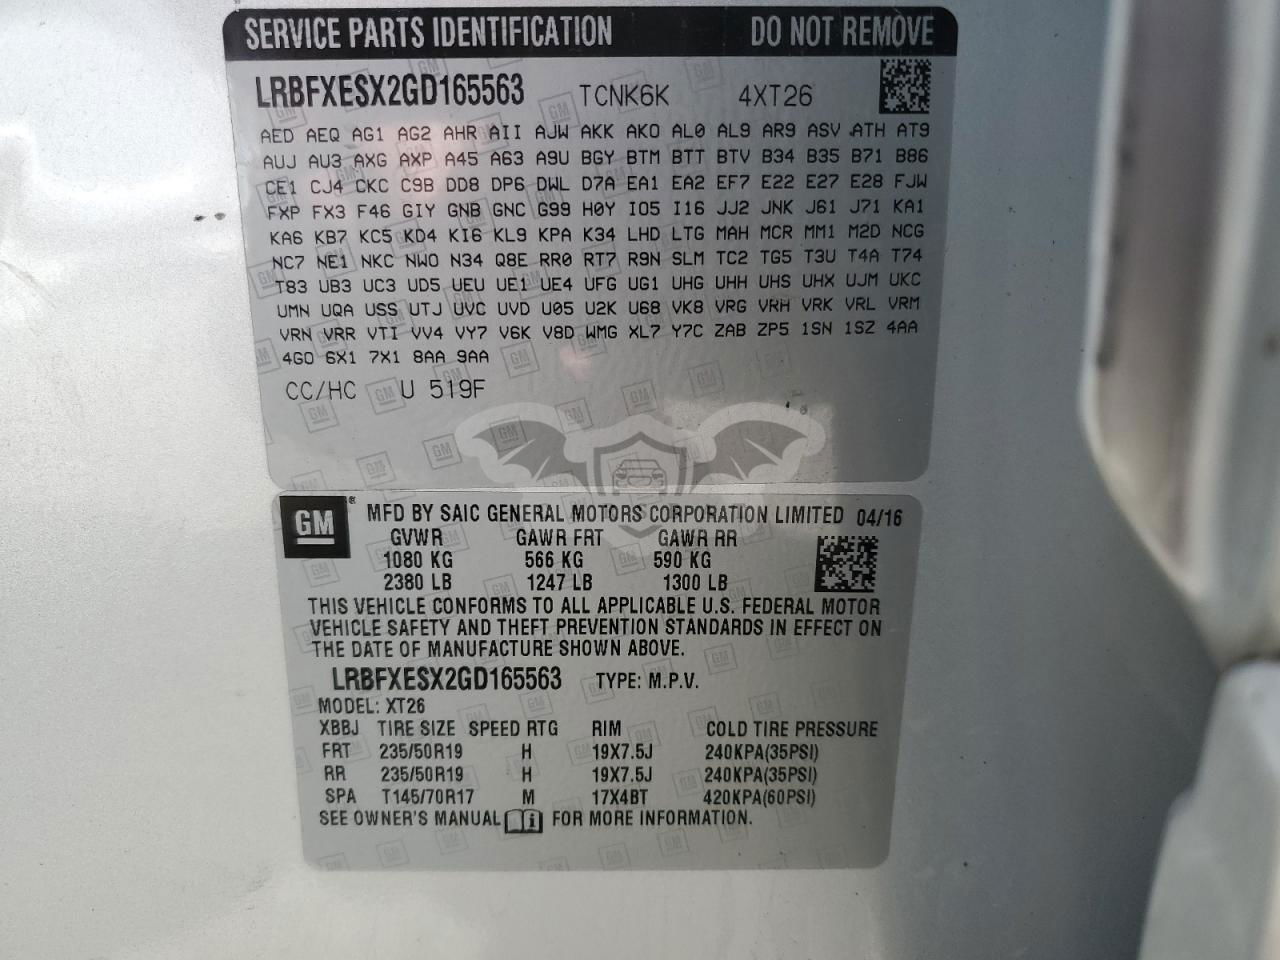 SERVICE PARTS IDENTIFICATION DO NOT REMOVE
LRBFXESX2GD165563 TCNK6K 4XT26
AED AEQ AG1 AG2 AHR AII AJW AKK AKO AL0 AL9 AR9 ASV ATH AT9
AUJ AU3 AXG AXP A45 A63 A9U BGY BTM BTT BTV B34 B35 B71 B86
CE1 CJ4 CKC C9B DD8 DP6 DWL D7A EA1 EA2 EF7 E22 E27 E28 FJW
FXP FX3 F46 GIY GNB GNC G99 H0Y IO5 I16 JJ2 JNK J61 J71 KA1
KA6 KB7 KC5 KD4 KI6 KL9 KPA K34 LHD LTG MAH MCR MM1 M2D NCG
NC7 NE1 NKC NWO N34 Q8E RR0 RT7 R9N SLM TC2 TG5 T3U T4A T74
T83 UB3 UC3 UD5 UEU UE1 UE4 UFG UG1 UHG UHH UHS UHX UJM UKC
UMN UQA USS UTJ UVC UVD U05 U2K U68 VK8 VRG VRH VRK VRL VRM
VRN VRR VTI VV4 VY7 V6K V8D WMG XL7 Y7C ZAB ZP5 1SN 1SZ 4AA
4GO 6X1 7X1 8AA 9AA
CC/HC U 519F
GM ® MFD BY SAIC GENERAL MOTORS CORPORATION LIMITED 04/16
GVWR GAWR FRT GAWR RR
1080 KG 566 KG 590 KG
2380 LB 1247 LB 1300 LB
THIS VEHICLE CONFORMS TO ALL APPLICABLE U.S. FEDERAL MOTOR
VEHICLE SAFETY AND THEFT PREVENTION STANDARDS IN EFFECT ON
THE DATE OF MANUFACTURE SHOWN ABOVE.
LRBFXESX2GD165563 TYPE: M.P.V.
MODEL: XT26
XBBJ TIRE SIZE SPEED RTG RIM COLD TIRE PRESSURE
FRT 235/50R19 H 19X7.5J 240KPA(35PSI)
RR 235/50R19 H 19X7.5J 240KPA(35PSI)
SPA T145/70R17 M 17X4BT 420KPA(60PSI)
SEE OWNER'S MANUAL i FOR MORE INFORMATION.